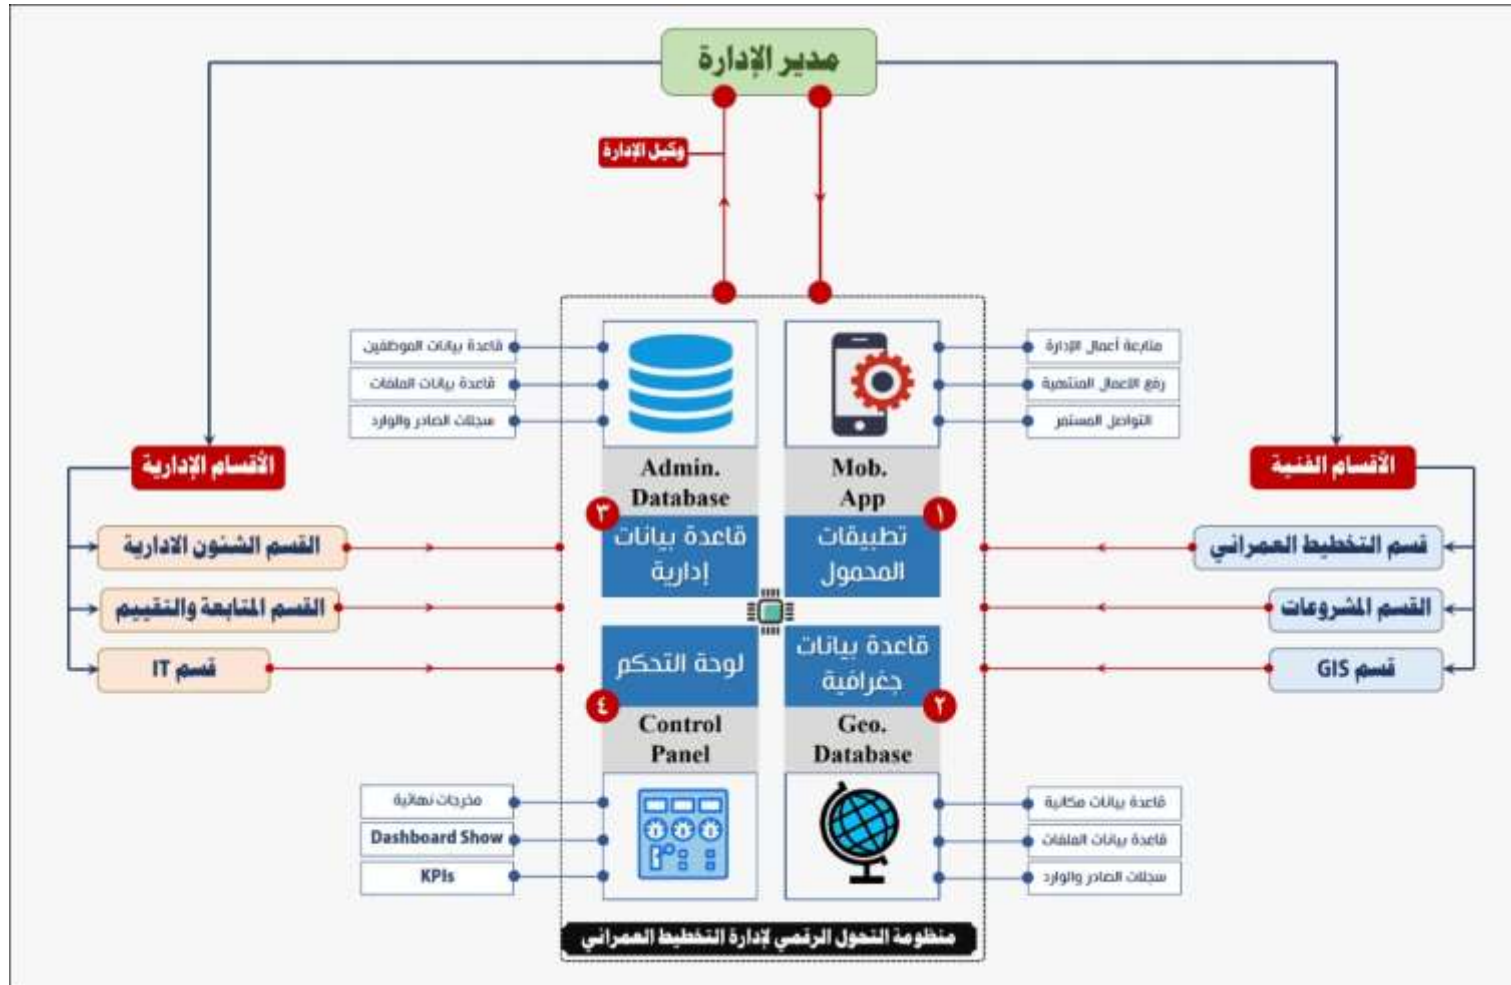 مدير الإدارة
وكيل الإدارة
متابعة أعمال الإدارة
رفع الاعمال المنتهية
التواصل المستمر
قاعدة بيانات الموظفين
قاعدة بيانات الملفات
سجلات الصادر والوارد
الأقسام الفنية
قسم التخطيط العمراني
القسم المشروعات
قسم GIS
الأقسام الإدارية
القسم الشئون الادارية
القسم المتابعة والتقييم
قسم IT
Mob.
App
١
تطبيقات
المحمول
Admin.
Database
٣
قاعدة بيانات
إدارية
قاعدة بيانات
جغرافية
٢
Geo.
Database
لوحة التحكم
٤
Control
Panel
قاعدة بيانات مكانية
قاعدة بيانات الملفات
سجلات الصادر والوارد
مخرجات نهائية
Dashboard Show
KPIs
منظومة التحول الرقمي لإدارة التخطيط العمراني